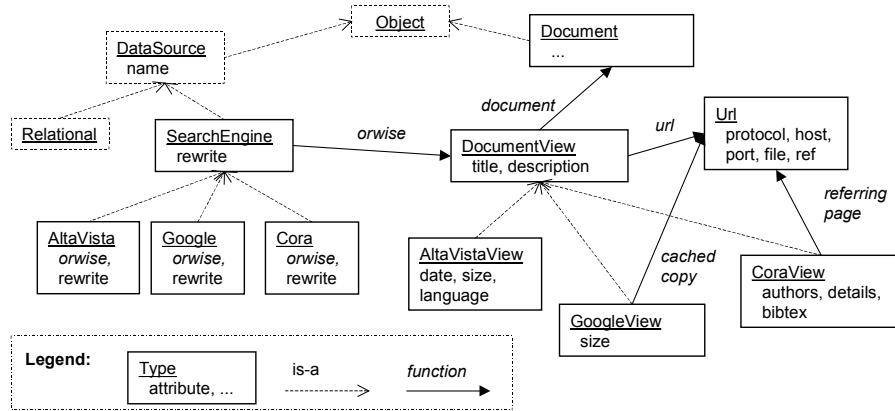 Object
DataSource
name
Document
...
Relational
SearchEngine
rewrite
orwise
document
DocumentView
title, description
url
Url
protocol, host,
port, file, ref
referring
page
AltaVista
orwise,
rewrite
Google
orwise,
rewrite
Cora
orwise,
rewrite
AltaVistaView
date, size,
language
cached
copy
GoogleView
size
CoraView
authors, details,
bibtex
Legend:
Type
attribute, ...
is-a
function